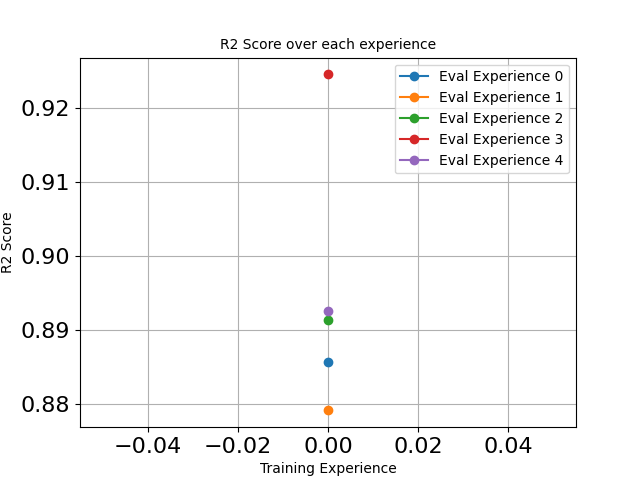 R2 Score over each experience
Eval Experience 0
Eval Experience 1
Eval Experience 2
Eval Experience 3
Eval Experience 4
0.92
0.91
0.90
0.89
0.88
R2 Score
−0.04 −0.02 0.00 0.02 0.04
Training Experience